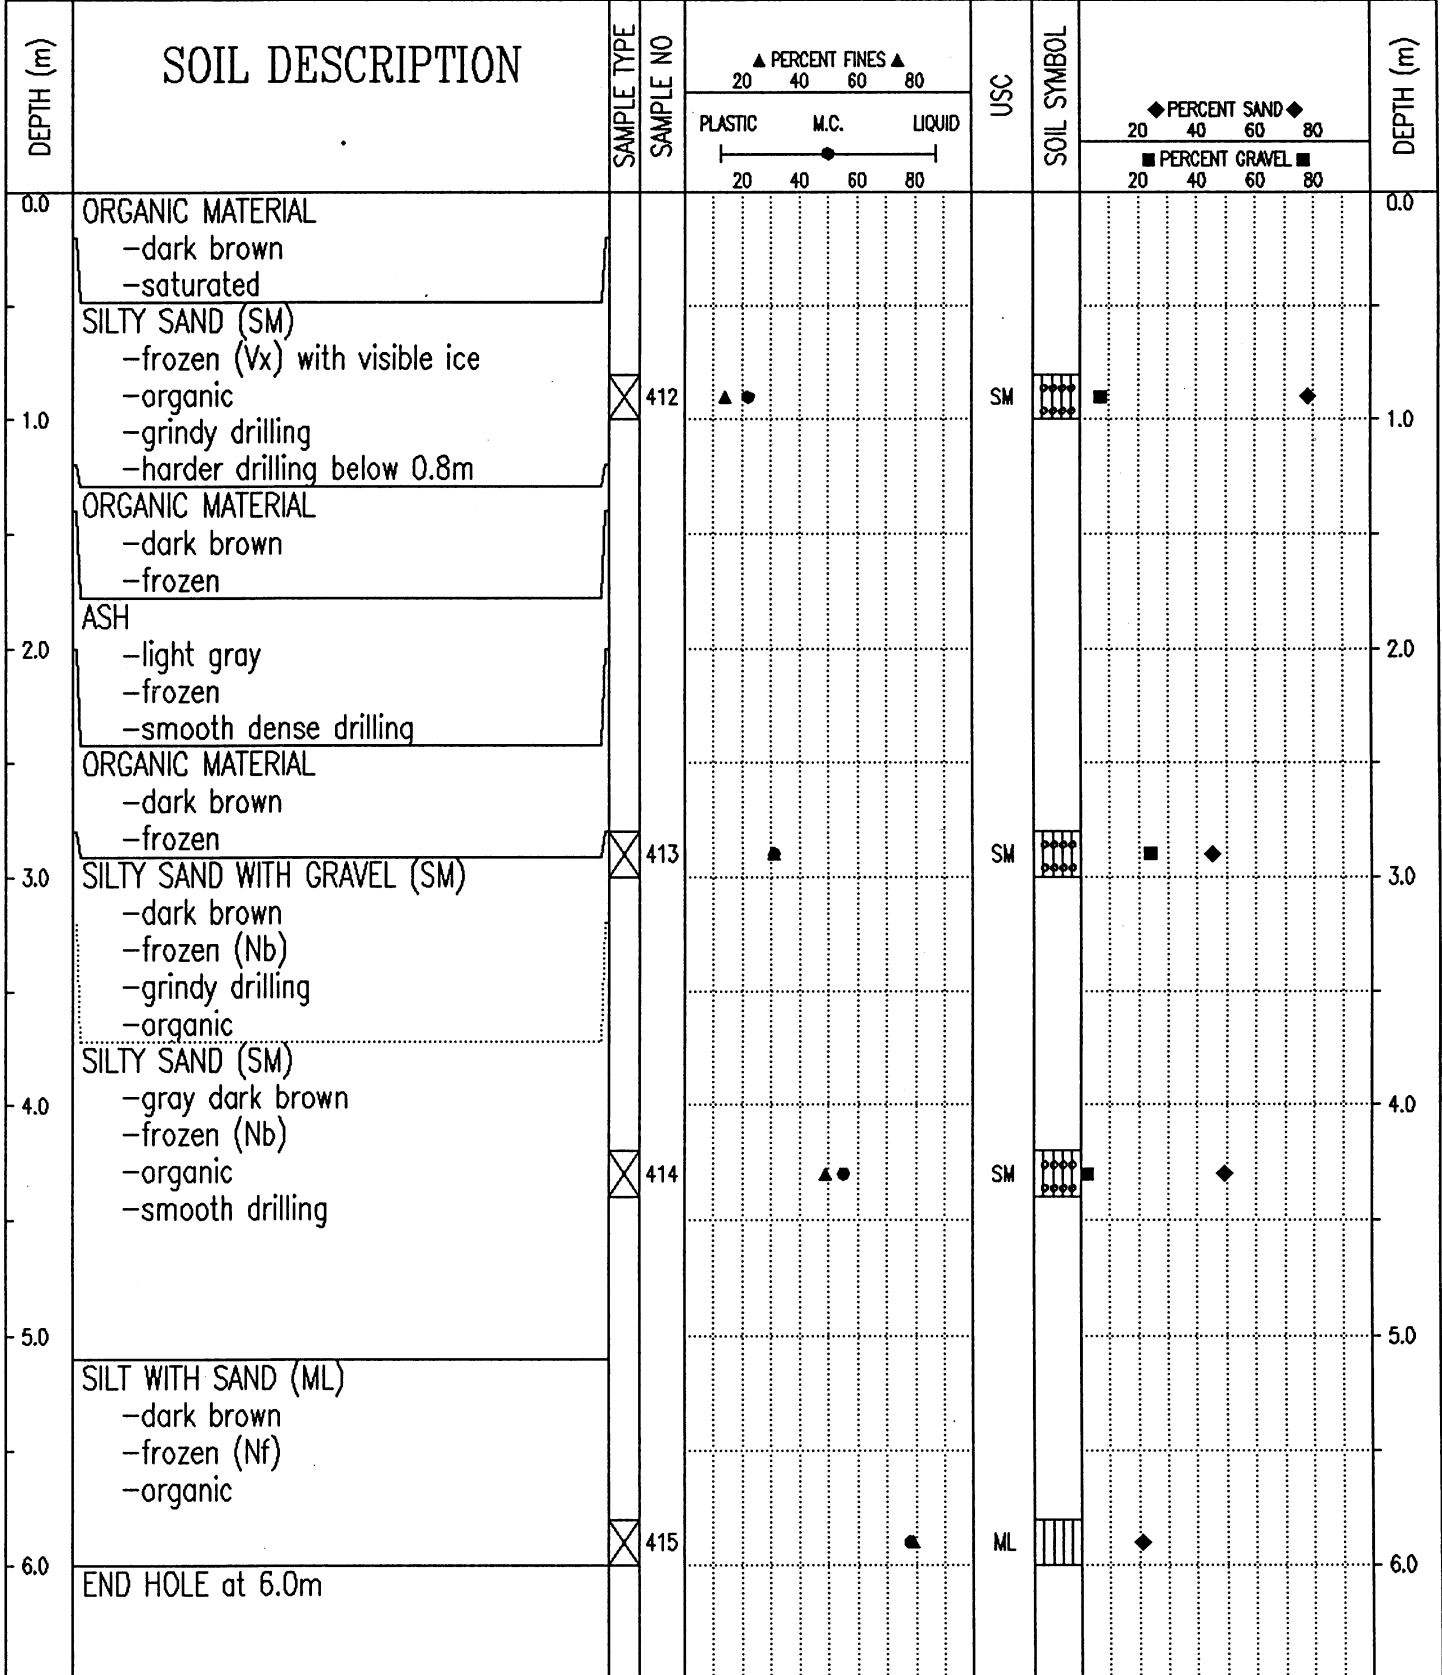 DEPTH (m)
SOIL DESCRIPTION
SAMPLE TYPE
SAMPLE NO
▲ PERCENT FINES ▲
20 40 60 80
PLASTIC M.C. LIQUID
20 40 60 80
USC
SOIL SYMBOL
◆ PERCENT SAND ◆
20 40 60 80
■ PERCENT GRAVEL ■
20 40 60 80
DEPTH (m)
0.0 0.0
ORGANIC MATERIAL
-dark brown
-saturated
SILTY SAND (SM)
-frozen (Vx) with visible ice
-organic 412 SM
1.0 1.0
-grindy drilling
-harder drilling below 0.8m
ORGANIC MATERIAL
-dark brown
-frozen
ASH
2.0 -light gray 2.0
-frozen
-smooth dense drilling
ORGANIC MATERIAL
-dark brown
-frozen 413 SM
3.0 SILTY SAND WITH GRAVEL (SM) 3.0
-dark brown
-frozen (Nb)
-grindy drilling
-organic
SILTY SAND (SM)
4.0 -gray dark brown 4.0
-frozen (Nb)
-organic 414 SM
-smooth drilling
5.0 5.0
SILT WITH SAND (ML)
-dark brown
-frozen (Nf)
-organic
415 ML
6.0 6.0
END HOLE at 6.0m